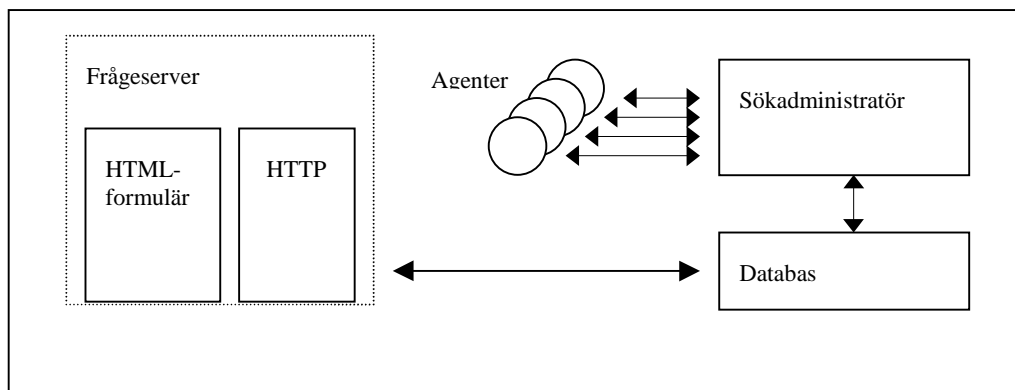 Frågeserver
HTML-
formulär
HTTP
Agenter
Sökadministratör
Databas